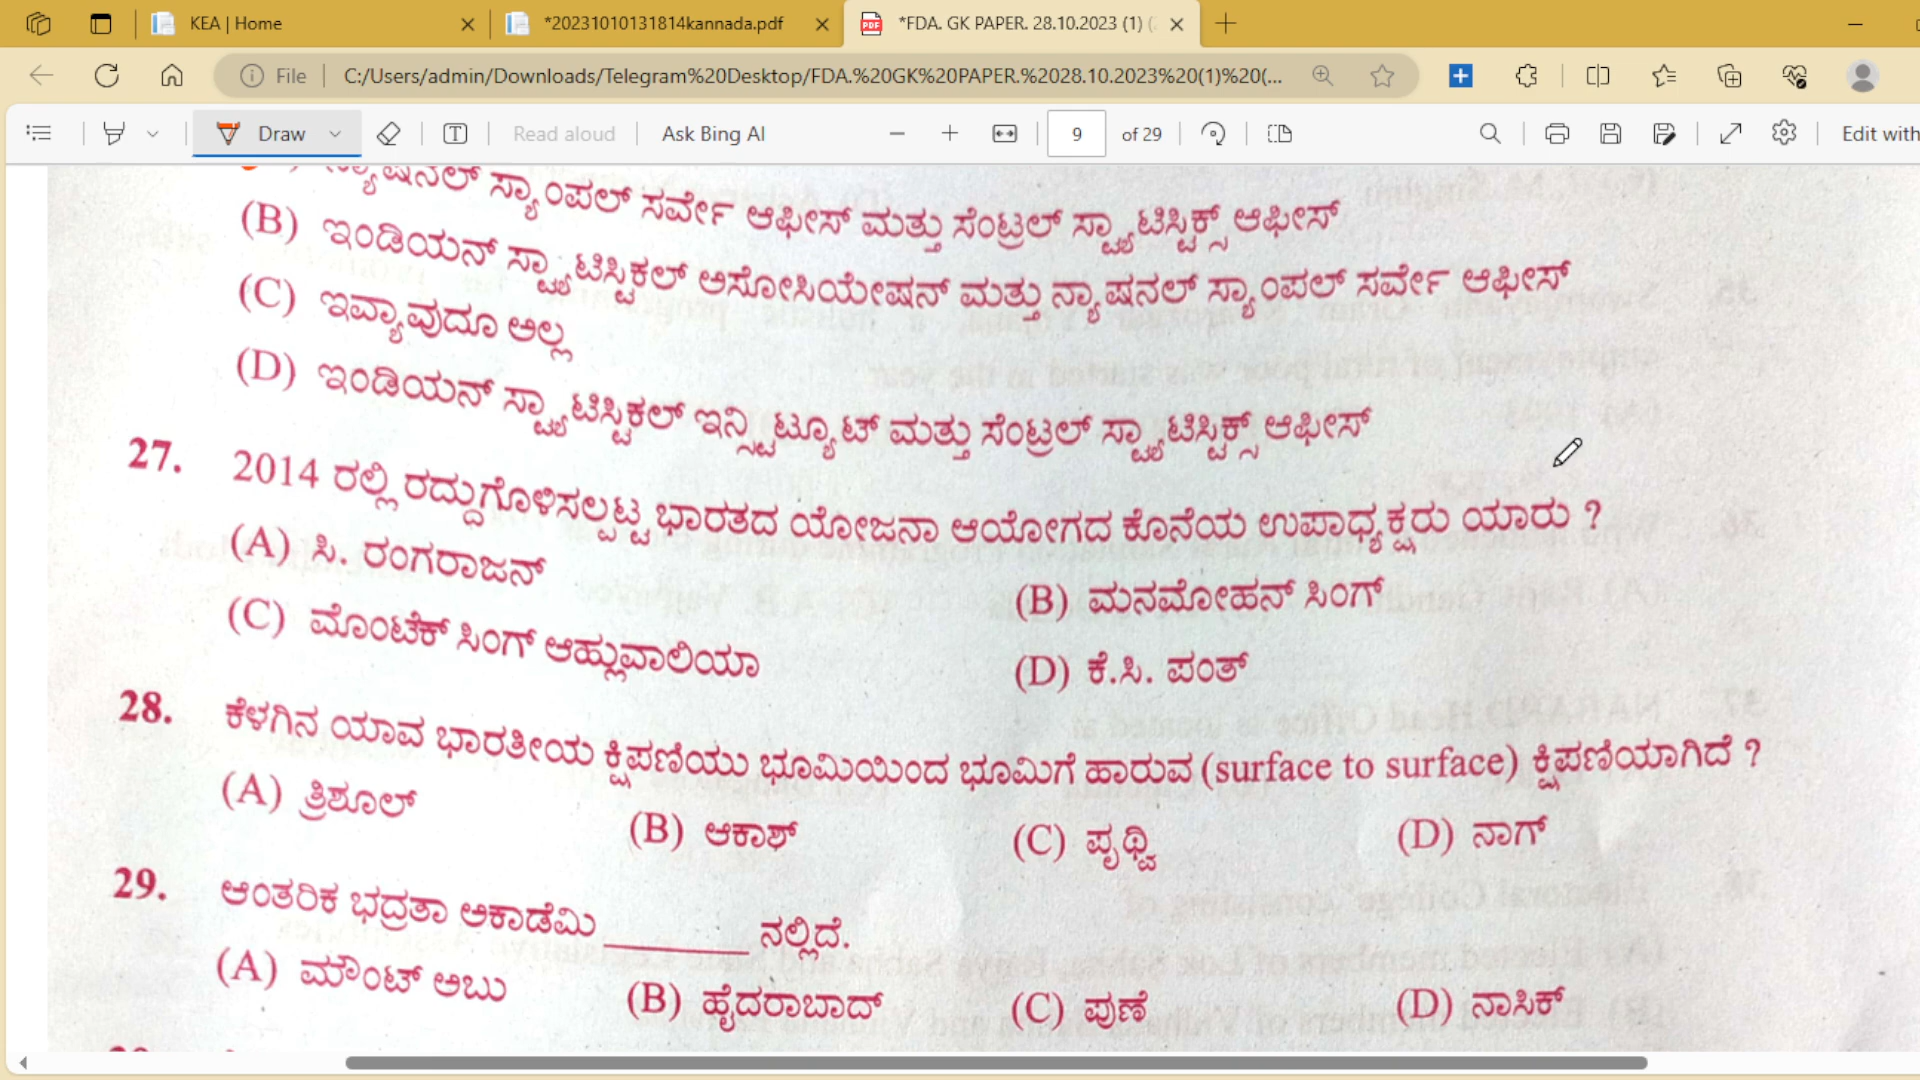 KEA | Home
*20231010131814kannada.pdf
*FDA. GK PAPER. 28.10.2023 (1) (
File
C:/Users/admin/Downloads/Telegram%20Desktop/FDA.%20GK%20PAPER.%2028.10.2023%20(1)%20(...
Draw
Read aloud
Ask Bing AI
9 of 29
Edit with
ಸ್ಯಾಂಪಲ್ ಸರ್ವೇ ಆಫೀಸ್ ಮತ್ತು ಸೆಂಟ್ರಲ್ ಸ್ಟ್ಯಾಟಿಸ್ಟಿಕ್ಸ್ ಆಫೀಸ್
(B) ಇಂಡಿಯನ್ ಸ್ಟ್ಯಾಟಿಸ್ಟಿಕಲ್ ಅಸೋಸಿಯೇಷನ್ ಮತ್ತು ನ್ಯಾಷನಲ್ ಸ್ಯಾಂಪಲ್ ಸರ್ವೇ ಆಫೀಸ್
(C) ಇವ್ಯಾವುದೂ ಅಲ್ಲ
(D) ಇಂಡಿಯನ್ ಸ್ಟ್ಯಾಟಿಸ್ಟಿಕಲ್ ಇನ್ಸ್ಟಿಟ್ಯೂಟ್ ಮತ್ತು ಸೆಂಟ್ರಲ್ ಸ್ಟ್ಯಾಟಿಸ್ಟಿಕ್ಸ್ ಆಫೀಸ್
27. 2014 ರಲ್ಲಿ ರದ್ದುಗೊಳಿಸಲ್ಪಟ್ಟ ಭಾರತದ ಯೋಜನಾ ಆಯೋಗದ ಕೊನೆಯ ಉಪಾಧ್ಯಕ್ಷರು ಯಾರು ?
(A) ಸಿ. ರಂಗರಾಜನ್ (B) ಮನಮೋಹನ್ ಸಿಂಗ್
(C) ಮೊಂಟೆಕ್ ಸಿಂಗ್ ಆಹ್ಲುವಾಲಿಯಾ (D) ಕೆ.ಸಿ. ಪಂತ್
28. ಕೆಳಗಿನ ಯಾವ ಭಾರತೀಯ ಕ್ಷಿಪಣಿಯು ಭೂಮಿಯಿಂದ ಭೂಮಿಗೆ ಹಾರುವ (surface to surface) ಕ್ಷಿಪಣಿಯಾಗಿದೆ ?
(A) ತ್ರಿಶೂಲ್ (B) ಆಕಾಶ್ (C) ಪೃಥ್ವಿ (D) ನಾಗ್
29. ಆಂತರಿಕ ಭದ್ರತಾ ಅಕಾಡೆಮಿ ________ ನಲ್ಲಿದೆ.
(A) ಮೌಂಟ್ ಅಬು (B) ಹೈದರಾಬಾದ್ (C) ಪುಣೆ (D) ನಾಸಿಕ್